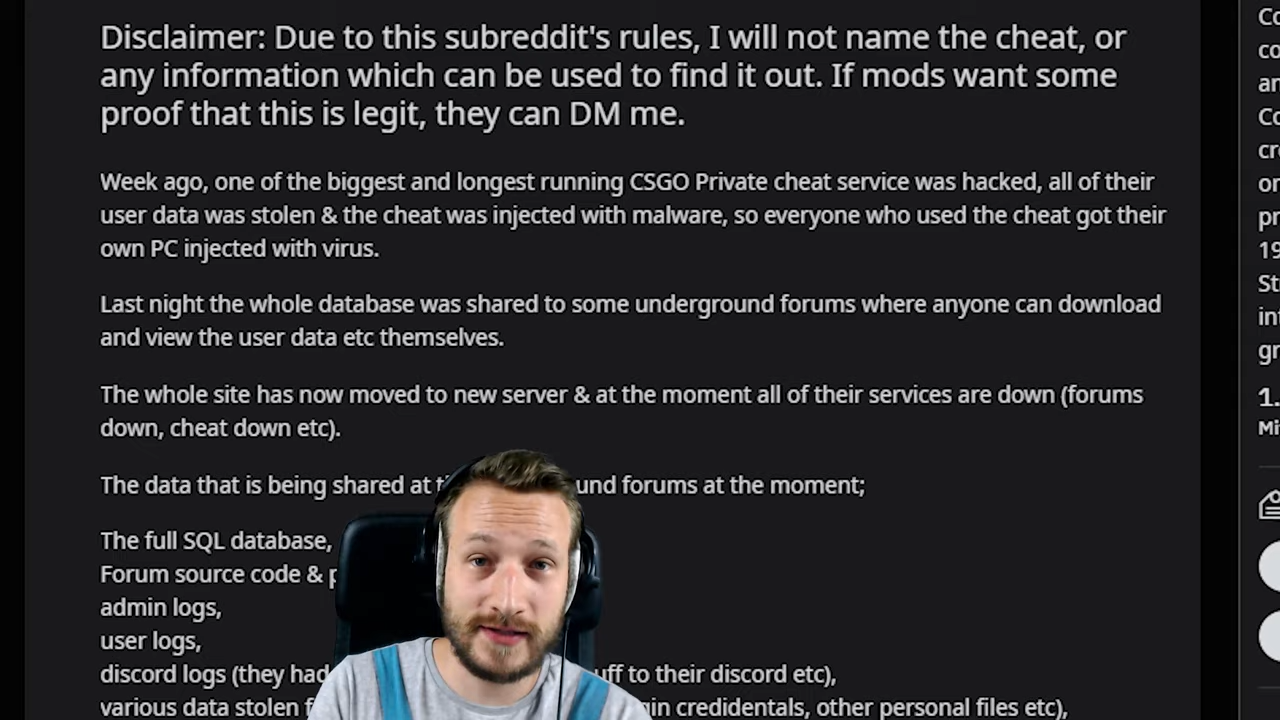 Disclaimer: Due to this subreddit's rules, I will not name the cheat, or
any information which can be used to find it out. If mods want some
proof that this is legit, they can DM me.
Week ago, one of the biggest and longest running CSGO Private cheat service was hacked, all of their
user data was stolen & the cheat was injected with malware, so everyone who used the cheat got their
own PC injected with virus.
Last night the whole database was shared to some underground forums where anyone can download
and view the user data etc themselves.
The whole site has now moved to new server & at the moment all of their services are down (forums
down, cheat down etc).
The data that is being shared at und forums at the moment;
The full SQL database,
Forum source code &
admin logs,
user logs,
discord logs (they had uff to their discord etc),
various data stolen gin credidentals, other personal files etc),
1.